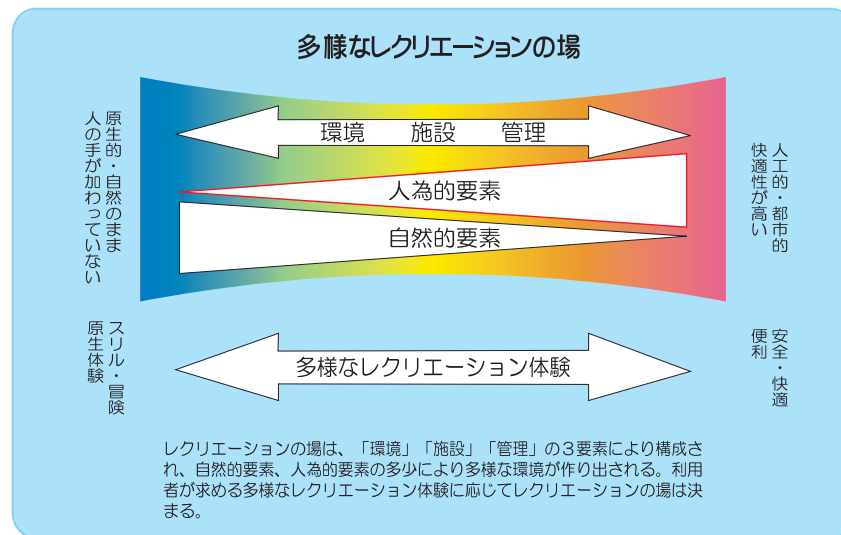 多様なレクリエーションの場
原生的・自然のまま
人の手が加わっていない
環境　施設　管理
人為的要素
自然的要素
人工的・都市的
快適性が高い
スリル・冒険
原生体験
多様なレクリエーション体験
安全・快適
便利
レクリエーションの場は、「環境」「施設」「管理」の３要素により構成さ
れ、自然的要素、人為的要素の多少により多様な環境が作り出される。利用
者が求める多様なレクリエーション体験に応じてレクリエーションの場は決
まる。